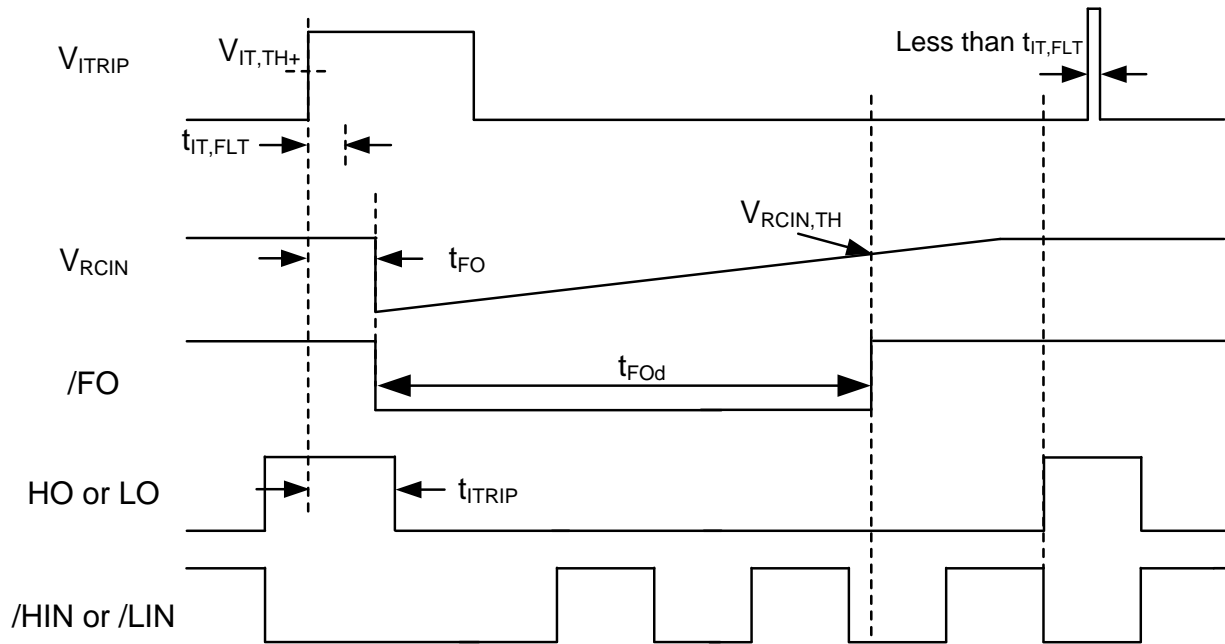 V_ITRIP
V_IT,TH+
Less than t_IT,FLT
t_IT,FLT
V_RCIN,TH
V_RCIN
t_FO
/FO
t_FOd
HO or LO
t_ITRIP
/HIN or /LIN